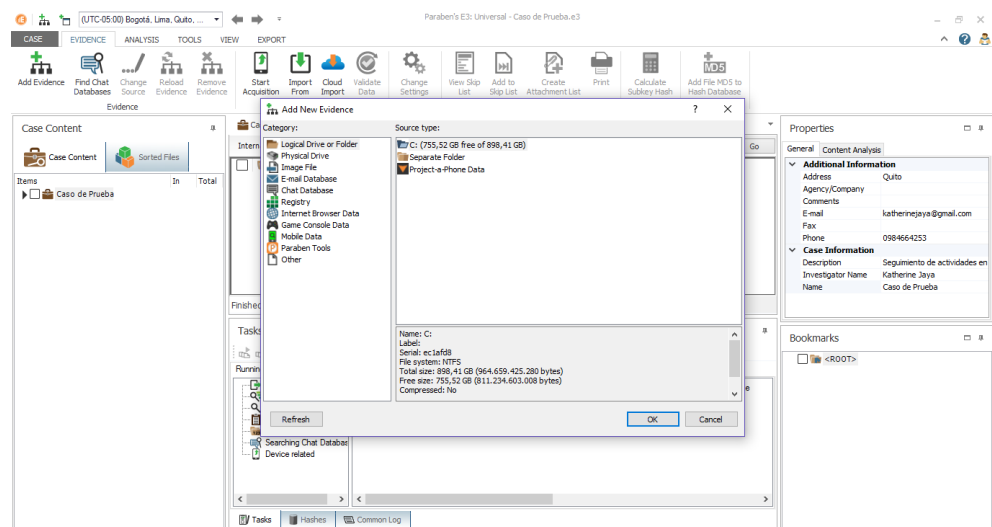 (UTC-05:00) Bogotá, Lima, Quito, ...
Paraben's E3: Universal - Caso de Prueba.e3
CASE EVIDENCE ANALYSIS TOOLS VIEW EXPORT
Add Evidence
Find Chat Databases
Change Source
Reload Evidence
Remove Evidence
Start Acquisition
Import From
Cloud Import
Validate Data
Change Settings
View Skip List
Add to Skip List
Create Attachment List
Print
Calculate Subkey Hash
MD5
Add File MD5 to Hash Database
Evidence
Case Content
Case Content
Sorted Files
Items In Total
Caso de Prueba
Add New Evidence
Category:
Logical Drive or Folder
Physical Drive
Image File
E-mail Database
Chat Database
Registry
Internet Browser Data
Game Console Data
Mobile Data
Paraben Tools
Other
Source type:
C: (755,52 GB free of 898,41 GB)
Separate Folder
Project-a-Phone Data
Name: C:
Label:
Serial: ec1afd8
File system: NTFS
Total size: 898,41 GB (964.659.425.280 bytes)
Free size: 755,52 GB (811.234.603.008 bytes)
Compressed: No
Refresh
OK
Cancel
Go
Tasks
Searching Chat Databas
Device related
Tasks
Hashes
Common Log
Properties
General
Content Analysis
Additional Information
Address Quito
Agency/Company
Comments
E-mail katherinejaya@gmail.com
Fax
Phone 0984664253
Case Information
Description Seguimiento de actividades en
Investigator Name Katherine Jaya
Name Caso de Prueba
Bookmarks
<ROOT>